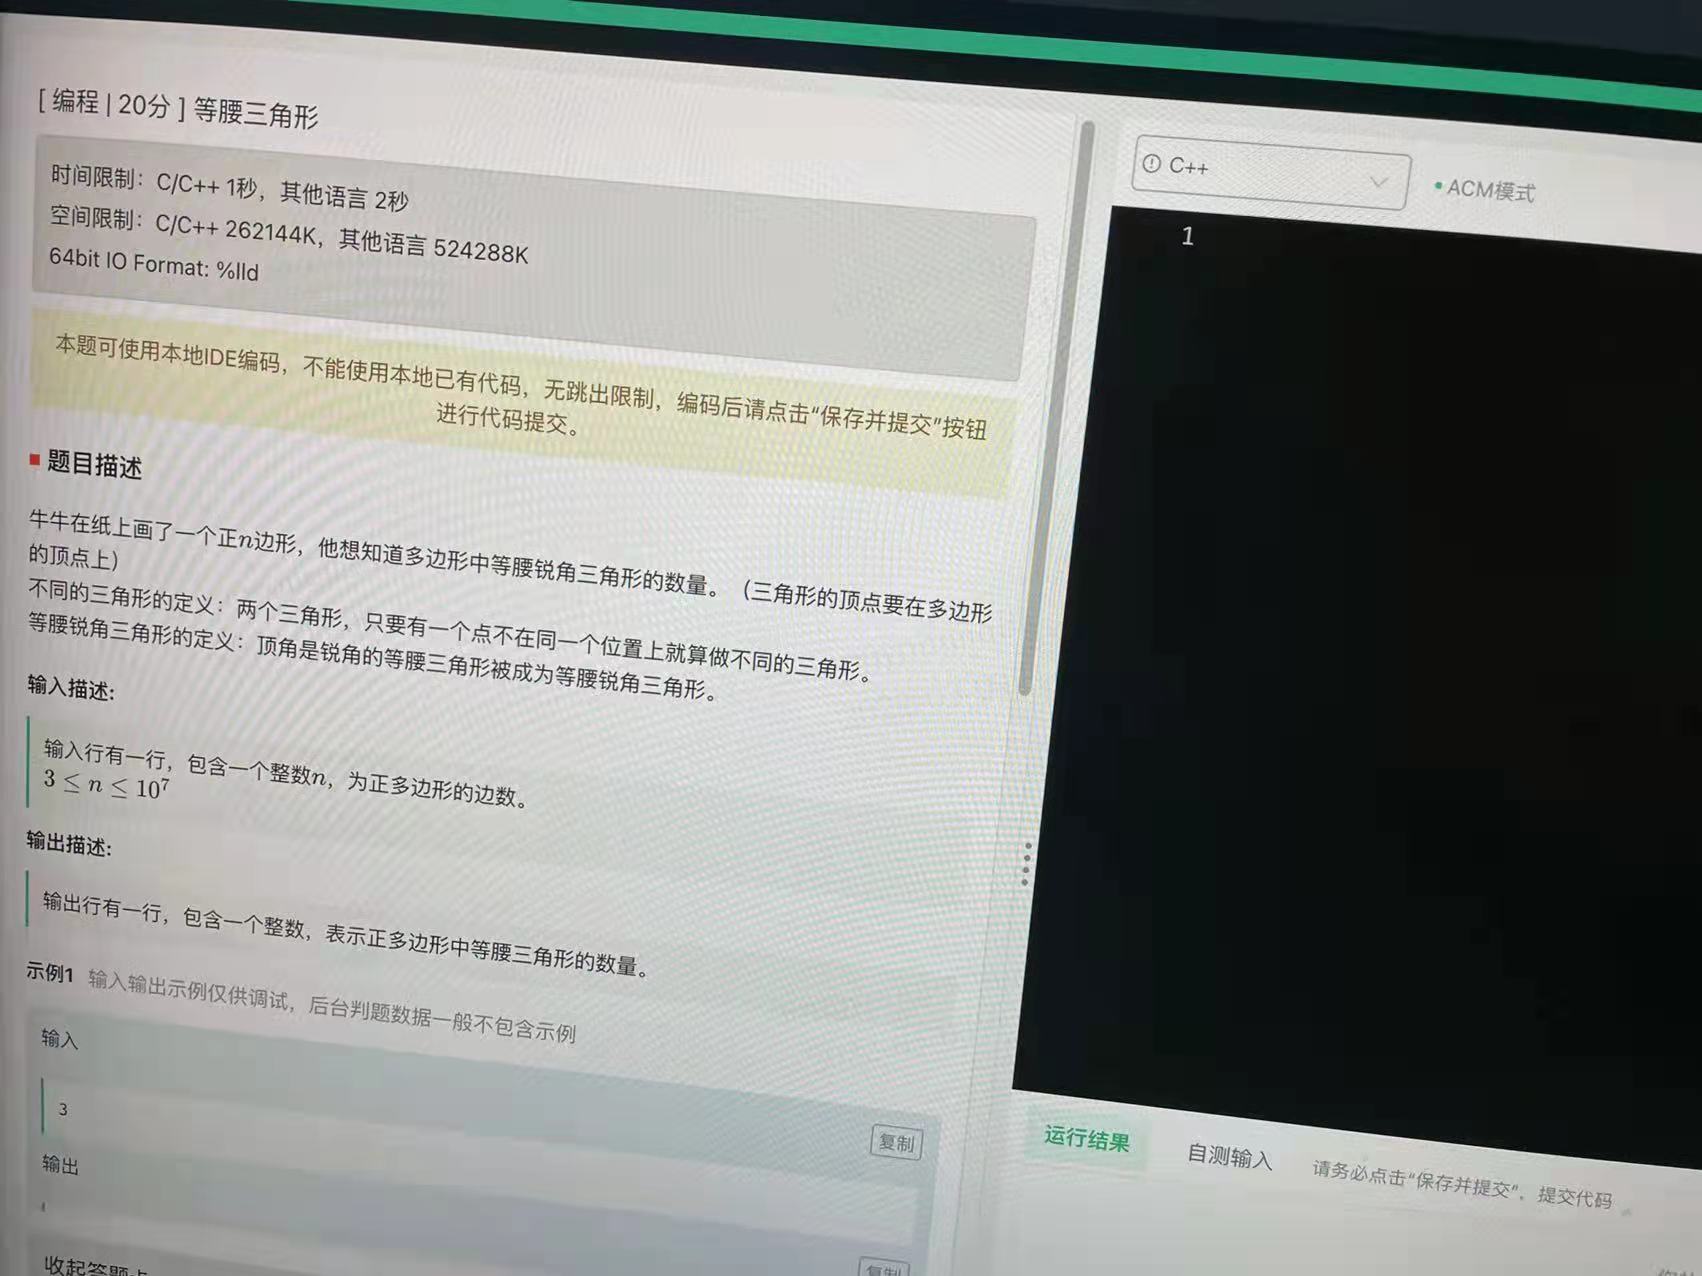 [ 编程 | 20分 ] 等腰三角形
时间限制：C/C++ 1秒，其他语言 2秒
空间限制：C/C++ 262144K，其他语言 524288K
64bit IO Format: %lld
本题可使用本地IDE编码，不能使用本地已有代码，无跳出限制，编码后请点击“保存并提交”按钮
进行代码提交。
题目描述
牛牛在纸上画了一个正n边形，他想知道多边形中等腰锐角三角形的数量。（三角形的顶点要在多边形
的顶点上）
不同的三角形的定义：两个三角形，只要有一个点不在同一个位置上就算做不同的三角形。
等腰锐角三角形的定义：顶角是锐角的等腰三角形被成为等腰锐角三角形。
输入描述:
输入行有一行，包含一个整数n，为正多边形的边数。
3 ≤ n ≤ 10⁷
输出描述:
输出行有一行，包含一个整数，表示正多边形中等腰三角形的数量。
示例1 输入输出示例仅供调试，后台判题数据一般不包含示例
输入
3
复制
输出
复制
收起答题
C++
ACM模式
1
运行结果
自测输入
请务必点击“保存并提交”，提交代码